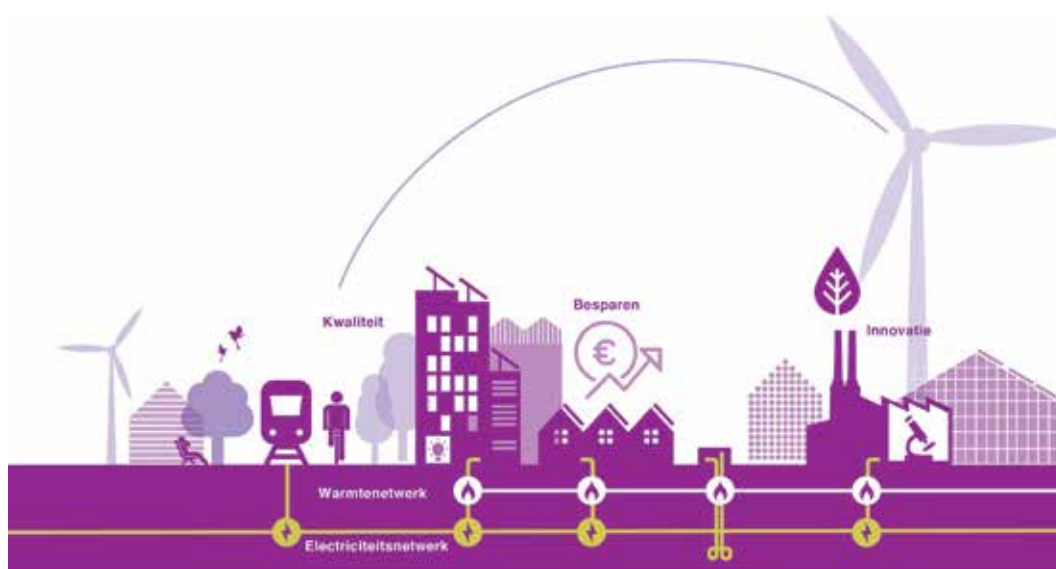 Kwaliteit
Besparen
€
Innovatie
Warmtenetwerk
Electriciteitsnetwerk